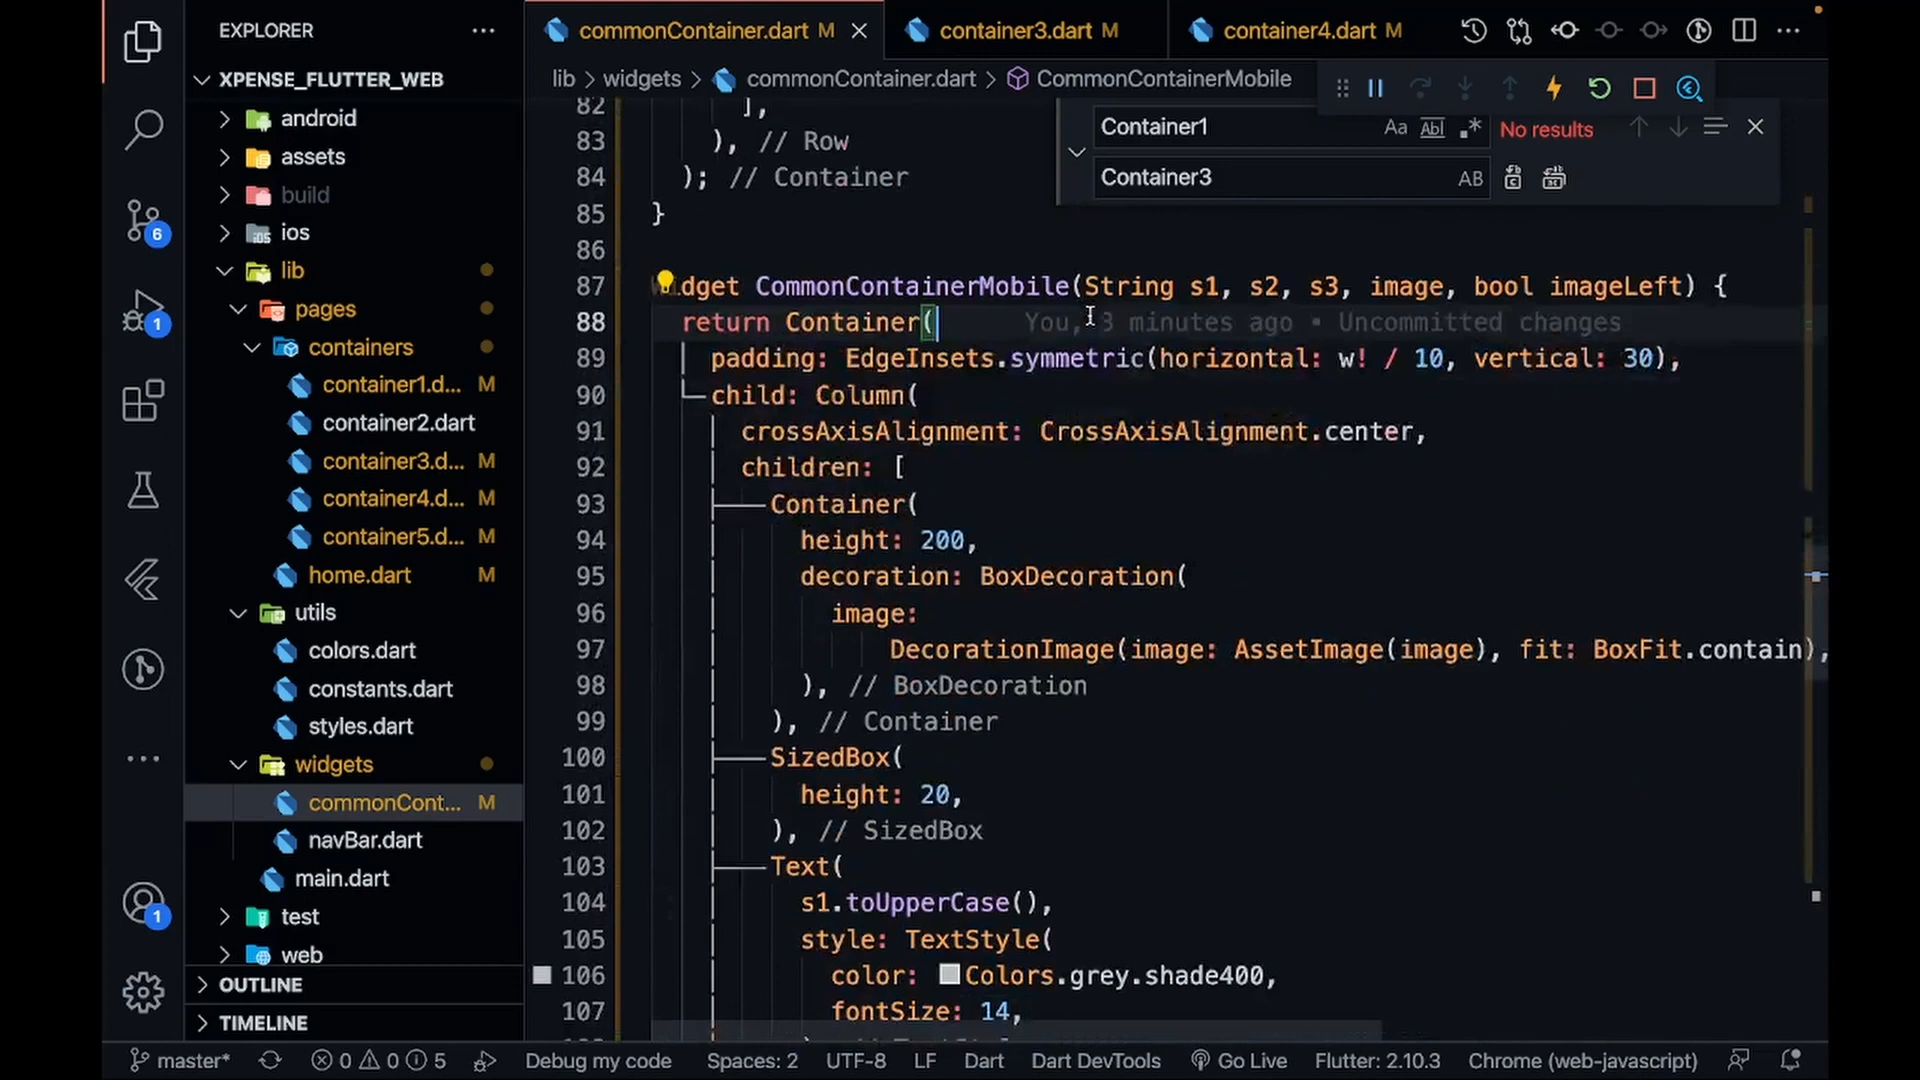 EXPLORER
XPENSE_FLUTTER_WEB
android
assets
build
ios
lib
pages
containers
container1.d... M
container2.dart
container3.d... M
container4.d... M
container5.d... M
home.dart M
utils
colors.dart
constants.dart
styles.dart
widgets
commonCont... M
navBar.dart
main.dart
test
web
OUTLINE
TIMELINE
6
1
1
commonContainer.dart M
container3.dart M
container4.dart M
lib > widgets > commonContainer.dart > CommonContainerMobile
Container1 Aa Abl .* No results
Container3 AB
82 ],
83 ), // Row
84 ); // Container
85 }
86
87 dget CommonContainerMobile(String s1, s2, s3, image, bool imageLeft) {
88 return Container( You, 3 minutes ago • Uncommitted changes
89 padding: EdgeInsets.symmetric(horizontal: w! / 10, vertical: 30),
90 child: Column(
91 crossAxisAlignment: CrossAxisAlignment.center,
92 children: [
93 Container(
94 height: 200,
95 decoration: BoxDecoration(
96 image:
97 DecorationImage(image: AssetImage(image), fit: BoxFit.contain),
98 ), // BoxDecoration
99 ), // Container
100 SizedBox(
101 height: 20,
102 ), // SizedBox
103 Text(
104 s1.toUpperCase(),
105 style: TextStyle(
106 color: Colors.grey.shade400,
107 fontSize: 14,
master* 0 0 5 Debug my code Spaces: 2 UTF-8 LF Dart Dart DevTools Go Live Flutter: 2.10.3 Chrome (web-javascript)